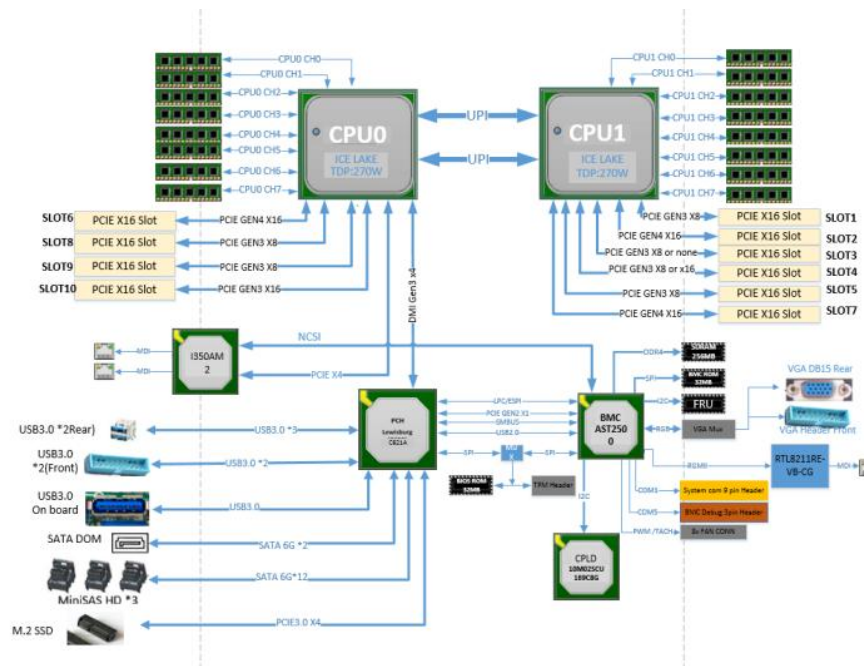 CPU0 CH0
CPU0 CH1
CPU0 CH2
CPU0 CH3
CPU0 CH4
CPU0 CH5
CPU0 CH6
CPU0 CH7
CPU0
ICE LAKE
TDP:270W
UPI
UPI
CPU1
ICE LAKE
TDP:270W
CPU1 CH0
CPU1 CH1
CPU1 CH2
CPU1 CH3
CPU1 CH4
CPU1 CH5
CPU1 CH6
CPU1 CH7
SLOT6 PCIE X16 Slot PCIE GEN4 X16
SLOT8 PCIE X16 Slot PCIE GEN3 X8
SLOT9 PCIE X16 Slot PCIE GEN3 X8
SLOT10 PCIE X16 Slot PCIE GEN3 X16
DMI Gen3 x4
PCIE GEN3 X8 PCIE X16 Slot SLOT1
PCIE GEN4 X16 PCIE X16 Slot SLOT2
PCIE GEN3 X8 or none PCIE X16 Slot SLOT3
PCIE GEN3 X8 or x16 PCIE X16 Slot SLOT4
PCIE GEN3 X8 PCIE X16 Slot SLOT5
PCIE GEN4 X16 PCIE X16 Slot SLOT7
MDI
MDI
I350AM
2
NCSI
PCIE X4
PCH
Lewisburg
C621A
LPC/ESPI
PCIE GEN2 X1
SMBUS
USB2.0
SPI
SPI
BIOS ROM
32MB
TPM Header
BMC
AST250
0
DDR4
256MB
SPI
BMC ROM
32MB
I2C
FRU
RGB
VGA Mux
VGA DB15 Rear
VGA Header Front
RTL8211RE-
VB-CG
MDI
COM1
System com 9 pin Header
COM5
PWM /TACH
8x FAN CONN
I2C
CPLD
USB3.0 *2Rear)
USB3.0 *3
USB3.0
*2(Front)
USB3.0 *2
USB3.0
On board
USB3.0
SATA DOM
SATA 6G *2
MiniSAS HD *3
SATA 6G*12
M.2 SSD
PCIE3.0 X4